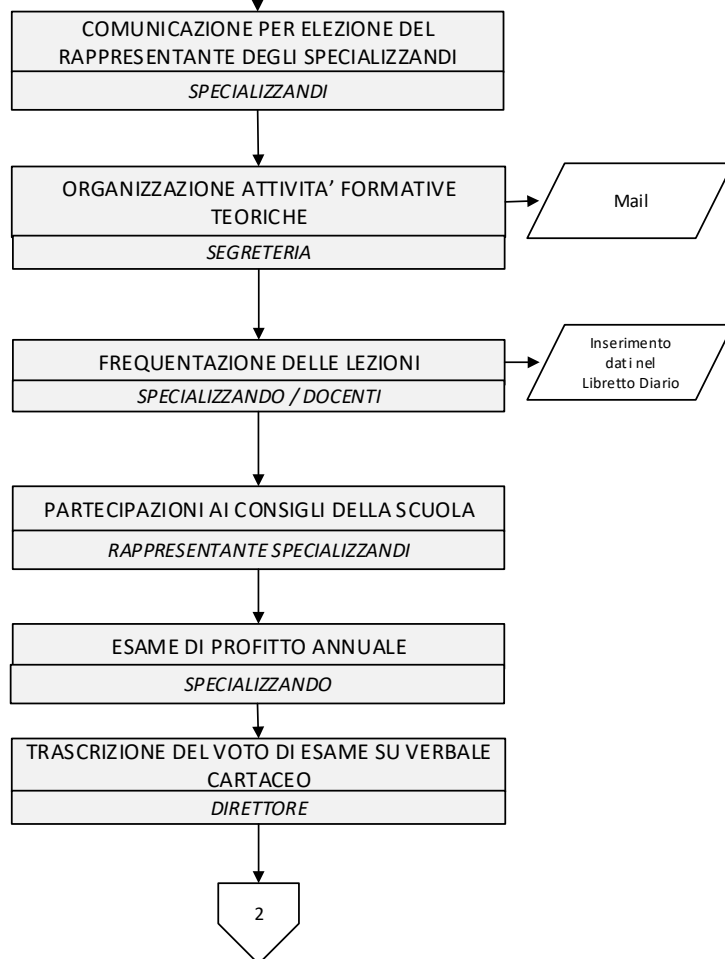 COMUNICAZIONE PER ELEZIONE DEL
RAPPRESENTANTE DEGLI SPECIALIZZANDI
SPECIALIZZANDI
ORGANIZZAZIONE ATTIVITA’ FORMATIVE
TEORICHE
SEGRETERIA
Mail
FREQUENTAZIONE DELLE LEZIONI
SPECIALIZZANDO / DOCENTI
Inserimento
dati nel
Libretto Diario
PARTECIPAZIONI AI CONSIGLI DELLA SCUOLA
RAPPRESENTANTE SPECIALIZZANDI
ESAME DI PROFITTO ANNUALE
SPECIALIZZANDO
TRASCRIZIONE DEL VOTO DI ESAME SU VERBALE
CARTACEO
DIRETTORE
2